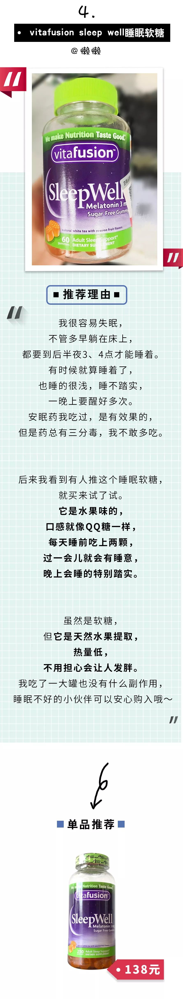 4.
vitafusion sleep well睡眠软糖
@懒懒
We make Nutrition Taste Good.™
vitafusion™
SleepWell
Melatonin 3 m
Sugar Free Gummy
natural white tea with passion fruit flavors
60 Adult Sleep Support*
gummies DIETARY SUPPLEMENT
推荐理由
我很容易失眠，
不管多早躺在床上，
都要到后半夜3、4点才能睡着。
有时候就算睡着了，
也睡的很浅，睡不踏实，
一晚上要醒好多次。
安眠药我吃过，是有效果的，
但是药总有三分毒，我不敢多吃。
后来我看到有人推这个睡眠软糖，
就买来试了试。
它是水果味的，
口感就像QQ糖一样，
每天睡前吃上两颗，
过一会儿就会有睡意，
晚上会睡的特别踏实。
虽然是软糖，
但它是天然水果提取，
热量低，
不用担心会让人发胖。
我吃了一大罐也没有什么副作用，
睡眠不好的小伙伴可以安心购入哦～
单品推荐
We make Nutrition Taste Good.
vitafusion
SleepWell
Melatonin 3 mg
Sugar Free Gummy
natural white tea with passion fruit flavors
250 Adult Sleep Support*
gummies DIETARY SUPPLEMENT
138元